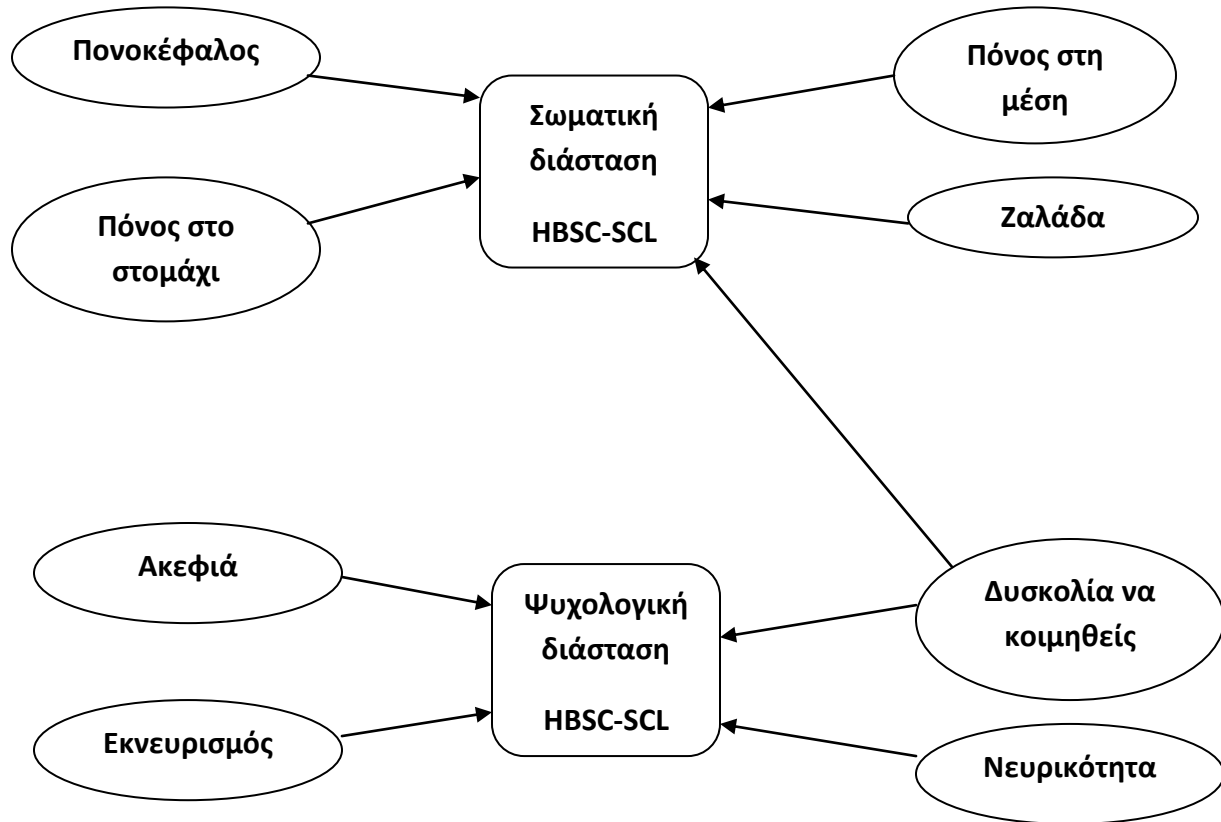 Πονοκέφαλος
Πόνος στο
στομάχι
Σωματική
διάσταση
HBSC-SCL
Πόνος στη
μέση
Ζαλάδα
Ακεφιά
Εκνευρισμός
Ψυχολογική
διάσταση
HBSC-SCL
Δυσκολία να
κοιμηθείς
Νευρικότητα